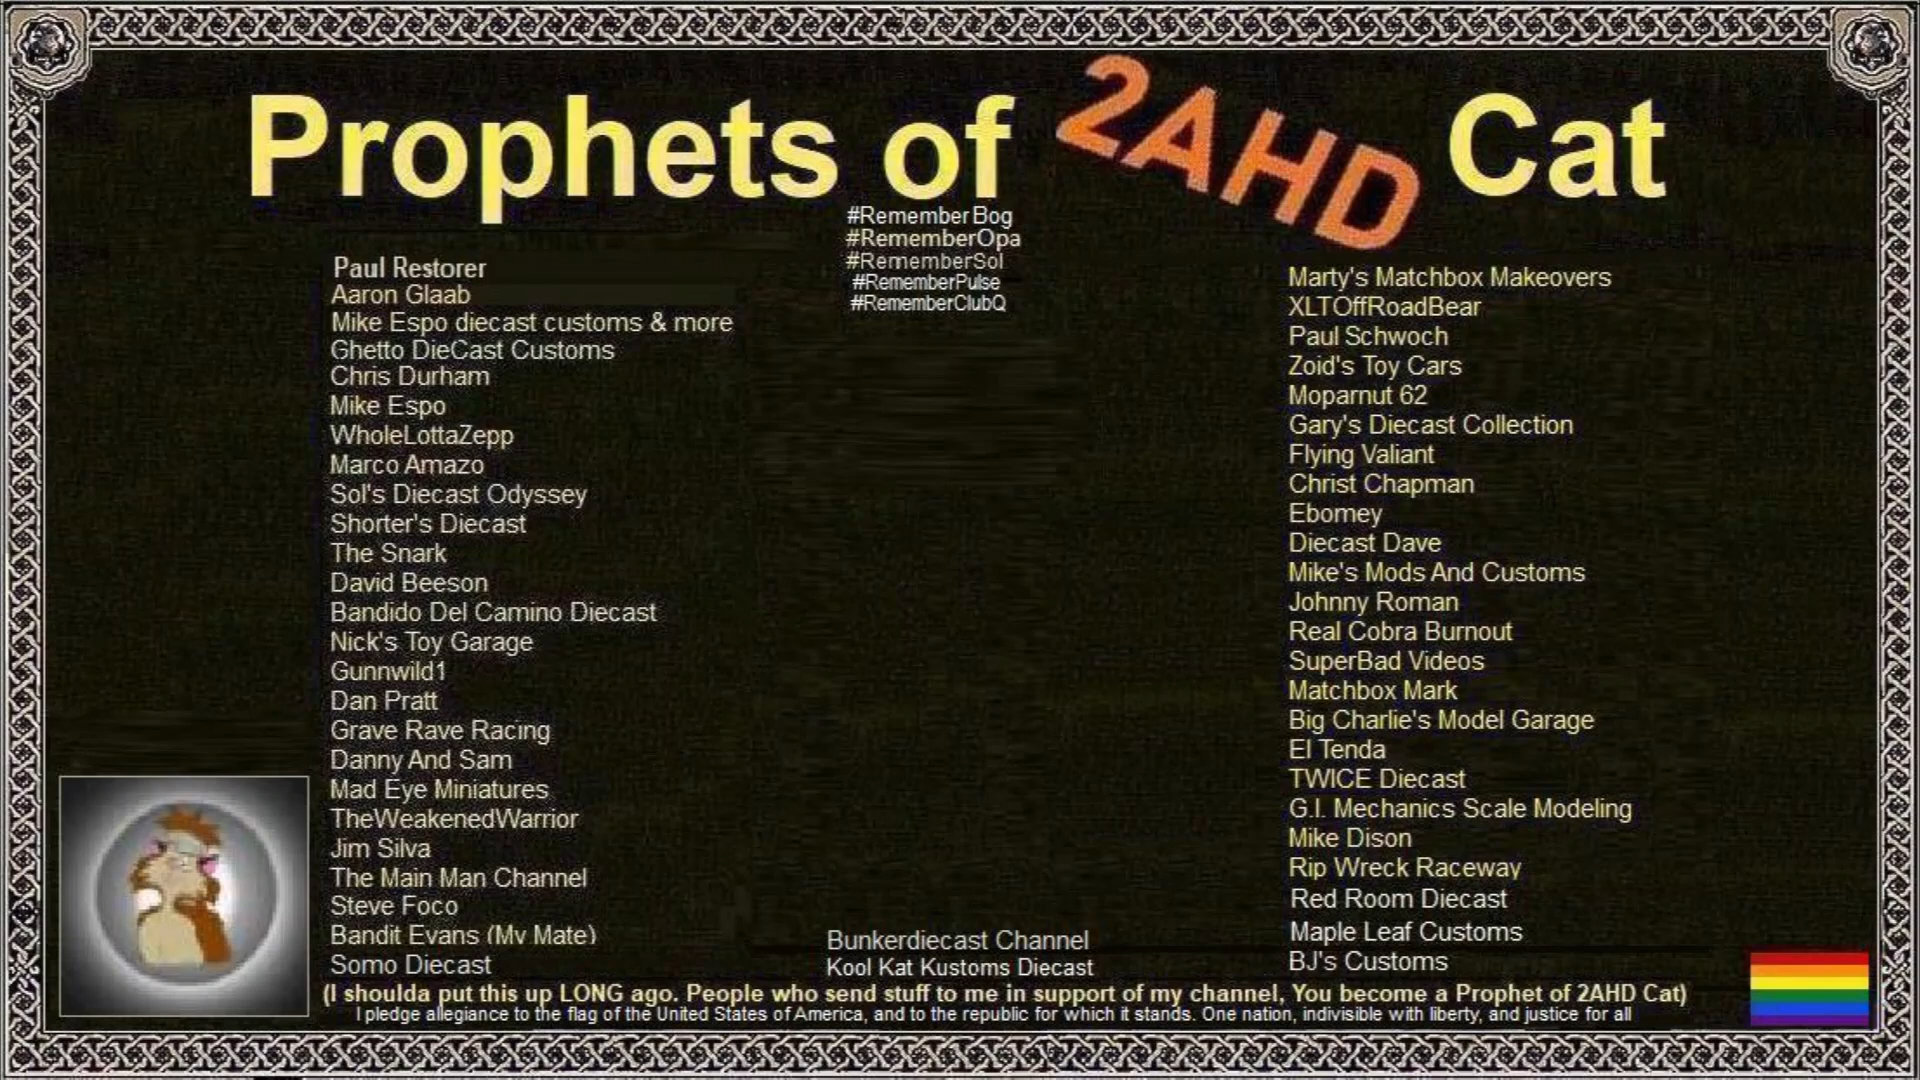 Prophets of 2AHD Cat
#RememberBog
#RememberOpa
#RememberSol
#RememberPulse
#RememberClubQ
Paul Restorer
Aaron Glaab
Mike Espo diecast customs & more
Ghetto DieCast Customs
Chris Durham
Mike Espo
WholeLottaZepp
Marco Amazo
Sol's Diecast Odyssey
Shorter's Diecast
The Snark
David Beeson
Bandido Del Camino Diecast
Nick's Toy Garage
Gunnwild1
Dan Pratt
Grave Rave Racing
Danny And Sam
Mad Eye Miniatures
TheWeakenedWarrior
Jim Silva
The Main Man Channel
Steve Foco
Bandit Evans (My Mate)
Somo Diecast
Bunkerdiecast Channel
Kool Kat Kustoms Diecast
Marty's Matchbox Makeovers
XLTOffRoadBear
Paul Schwoch
Zoid's Toy Cars
Moparnut 62
Gary's Diecast Collection
Flying Valiant
Christ Chapman
Ebomey
Diecast Dave
Mike's Mods And Customs
Johnny Roman
Real Cobra Burnout
SuperBad Videos
Matchbox Mark
Big Charlie's Model Garage
El Tenda
TWICE Diecast
G.I. Mechanics Scale Modeling
Mike Dison
Rip Wreck Raceway
Red Room Diecast
Maple Leaf Customs
BJ's Customs
(I shoulda put this up LONG ago. People who send stuff to me in support of my channel, You become a Prophet of 2AHD Cat)
I pledge allegiance to the flag of the United States of America, and to the republic for which it stands. One nation, indivisible with liberty, and justice for all